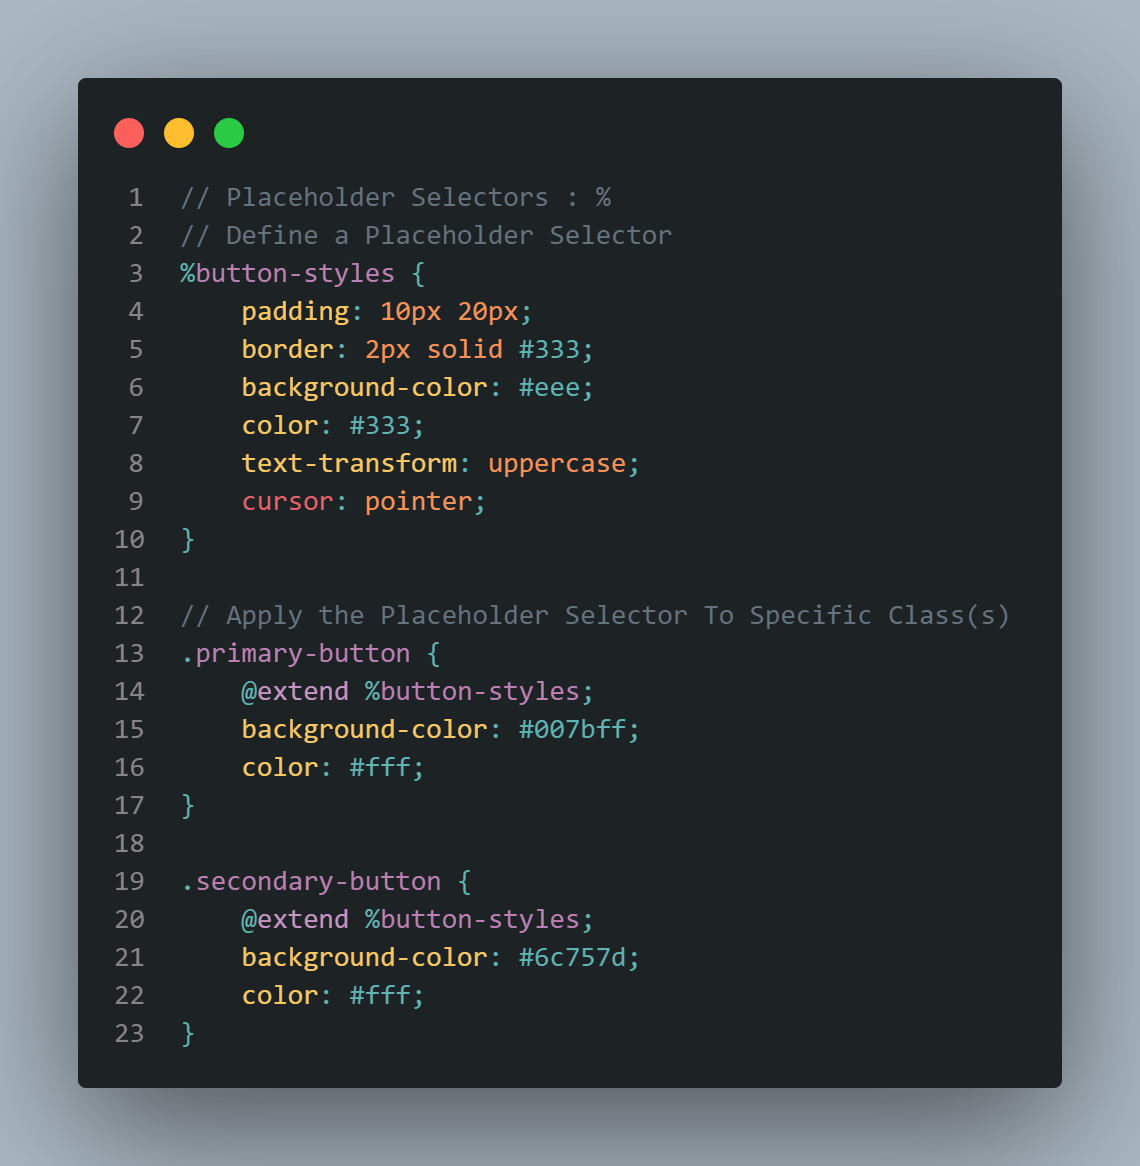 1 // Placeholder Selectors : %
2 // Define a Placeholder Selector
3 %button-styles {
4     padding: 10px 20px;
5     border: 2px solid #333;
6     background-color: #eee;
7     color: #333;
8     text-transform: uppercase;
9     cursor: pointer;
10 }
11
12 // Apply the Placeholder Selector To Specific Class(s)
13 .primary-button {
14     @extend %button-styles;
15     background-color: #007bff;
16     color: #fff;
17 }
18
19 .secondary-button {
20     @extend %button-styles;
21     background-color: #6c757d;
22     color: #fff;
23 }